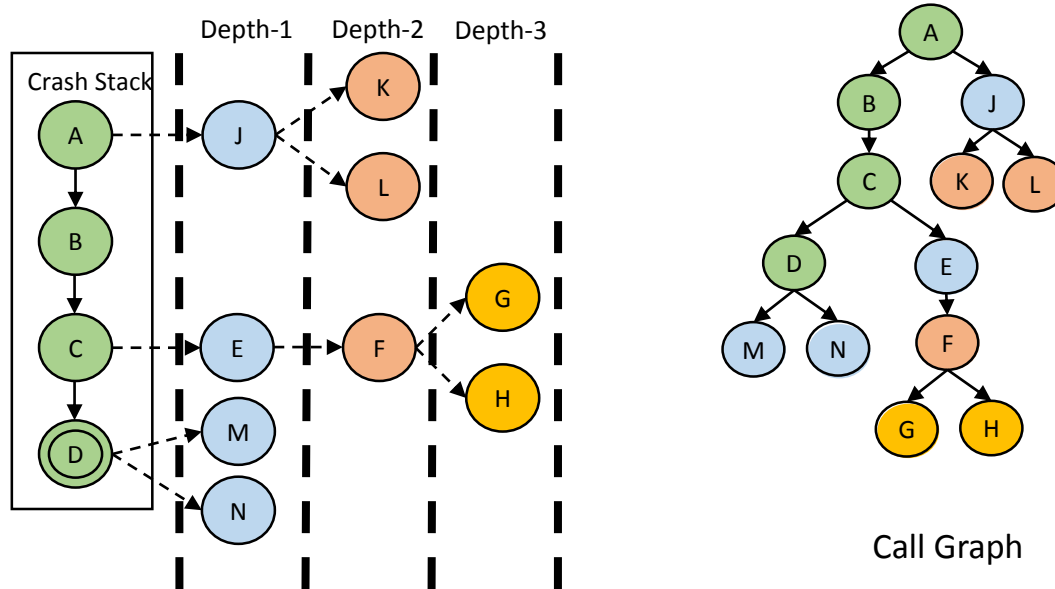 Depth-1
Depth-2
Depth-3
Crash Stack
A
J
K
L
B
G
C
E
F
H
M
D
N
A
B
J
C
K
L
D
E
M
N
F
G
H
Call Graph